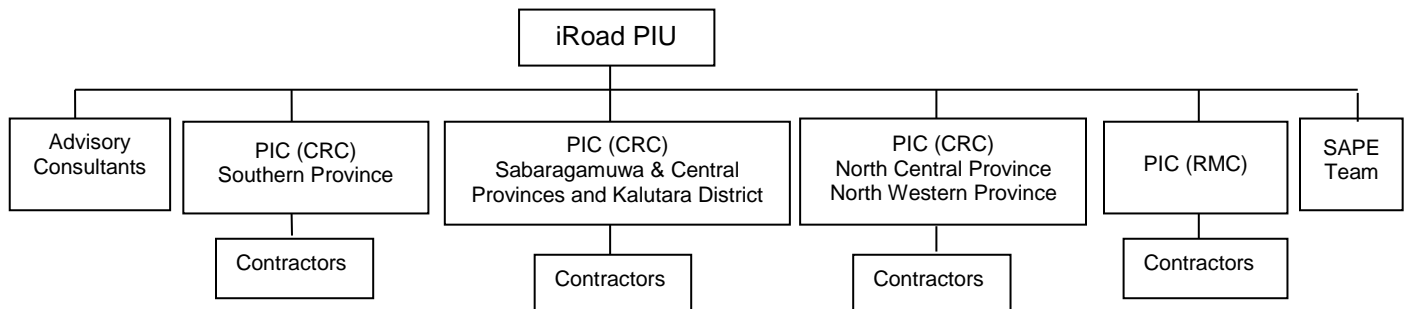 iRoad PIU
Advisory
Consultants
PIC (CRC)
Southern Province
PIC (CRC)
Sabaragamuwa & Central
Provinces and Kalutara District
PIC (CRC)
North Central Province
North Western Province
PIC (RMC)
SAPE
Team
Contractors
Contractors
Contractors
Contractors